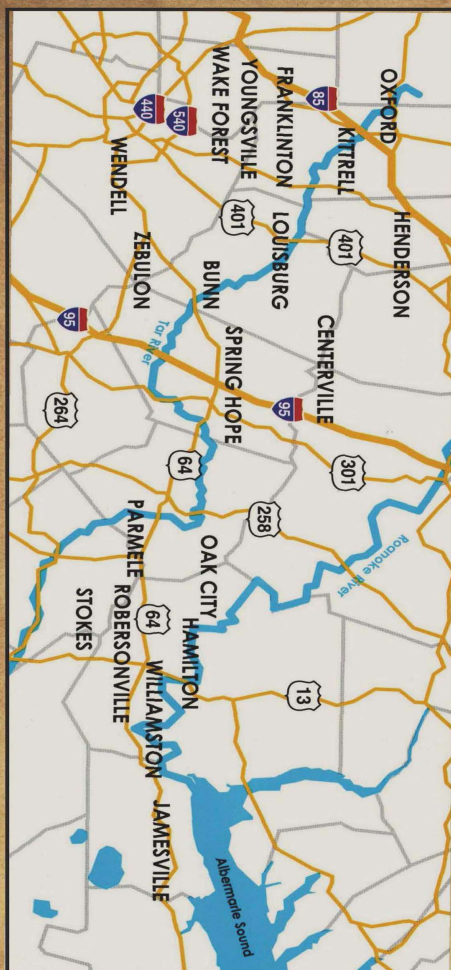 HENDERSON
OXFORD
Roanoke River
301
401
KITTRELL
CENTERVILLE
85
13
95
FRANKLINTON
LOUISBURG
258
YOUNGSVILLE
401
SPRING HOPE
Albermarle Sound
WAKE FOREST
BUNN
OAK CITY
HAMILTON
64
540
Tar River
JAMESVILLE
WILLIAMSTON
64
440
ZEBULON
PARMELE
ROBERSONVILLE
WENDELL
STOKES
95
264